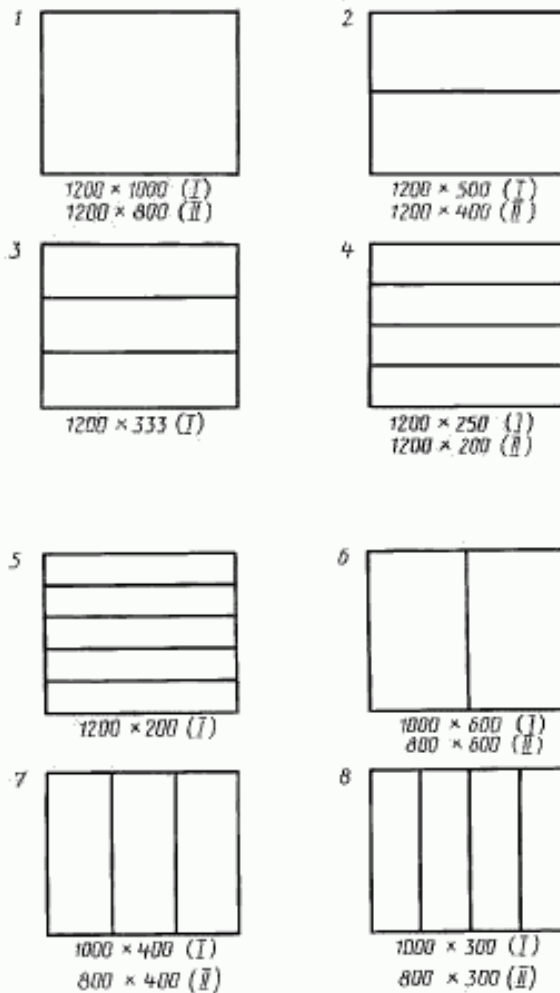 1
1200 × 1000 (I)
1200 × 800 (II)
2
1200 × 500 (I)
1200 × 400 (II)
3
1200 × 333 (I)
4
1200 × 250 (I)
1200 × 200 (II)
5
1200 × 200 (I)
6
1000 × 600 (I)
800 × 600 (II)
7
1000 × 400 (I)
800 × 400 (II)
8
1000 × 300 (I)
800 × 300 (II)